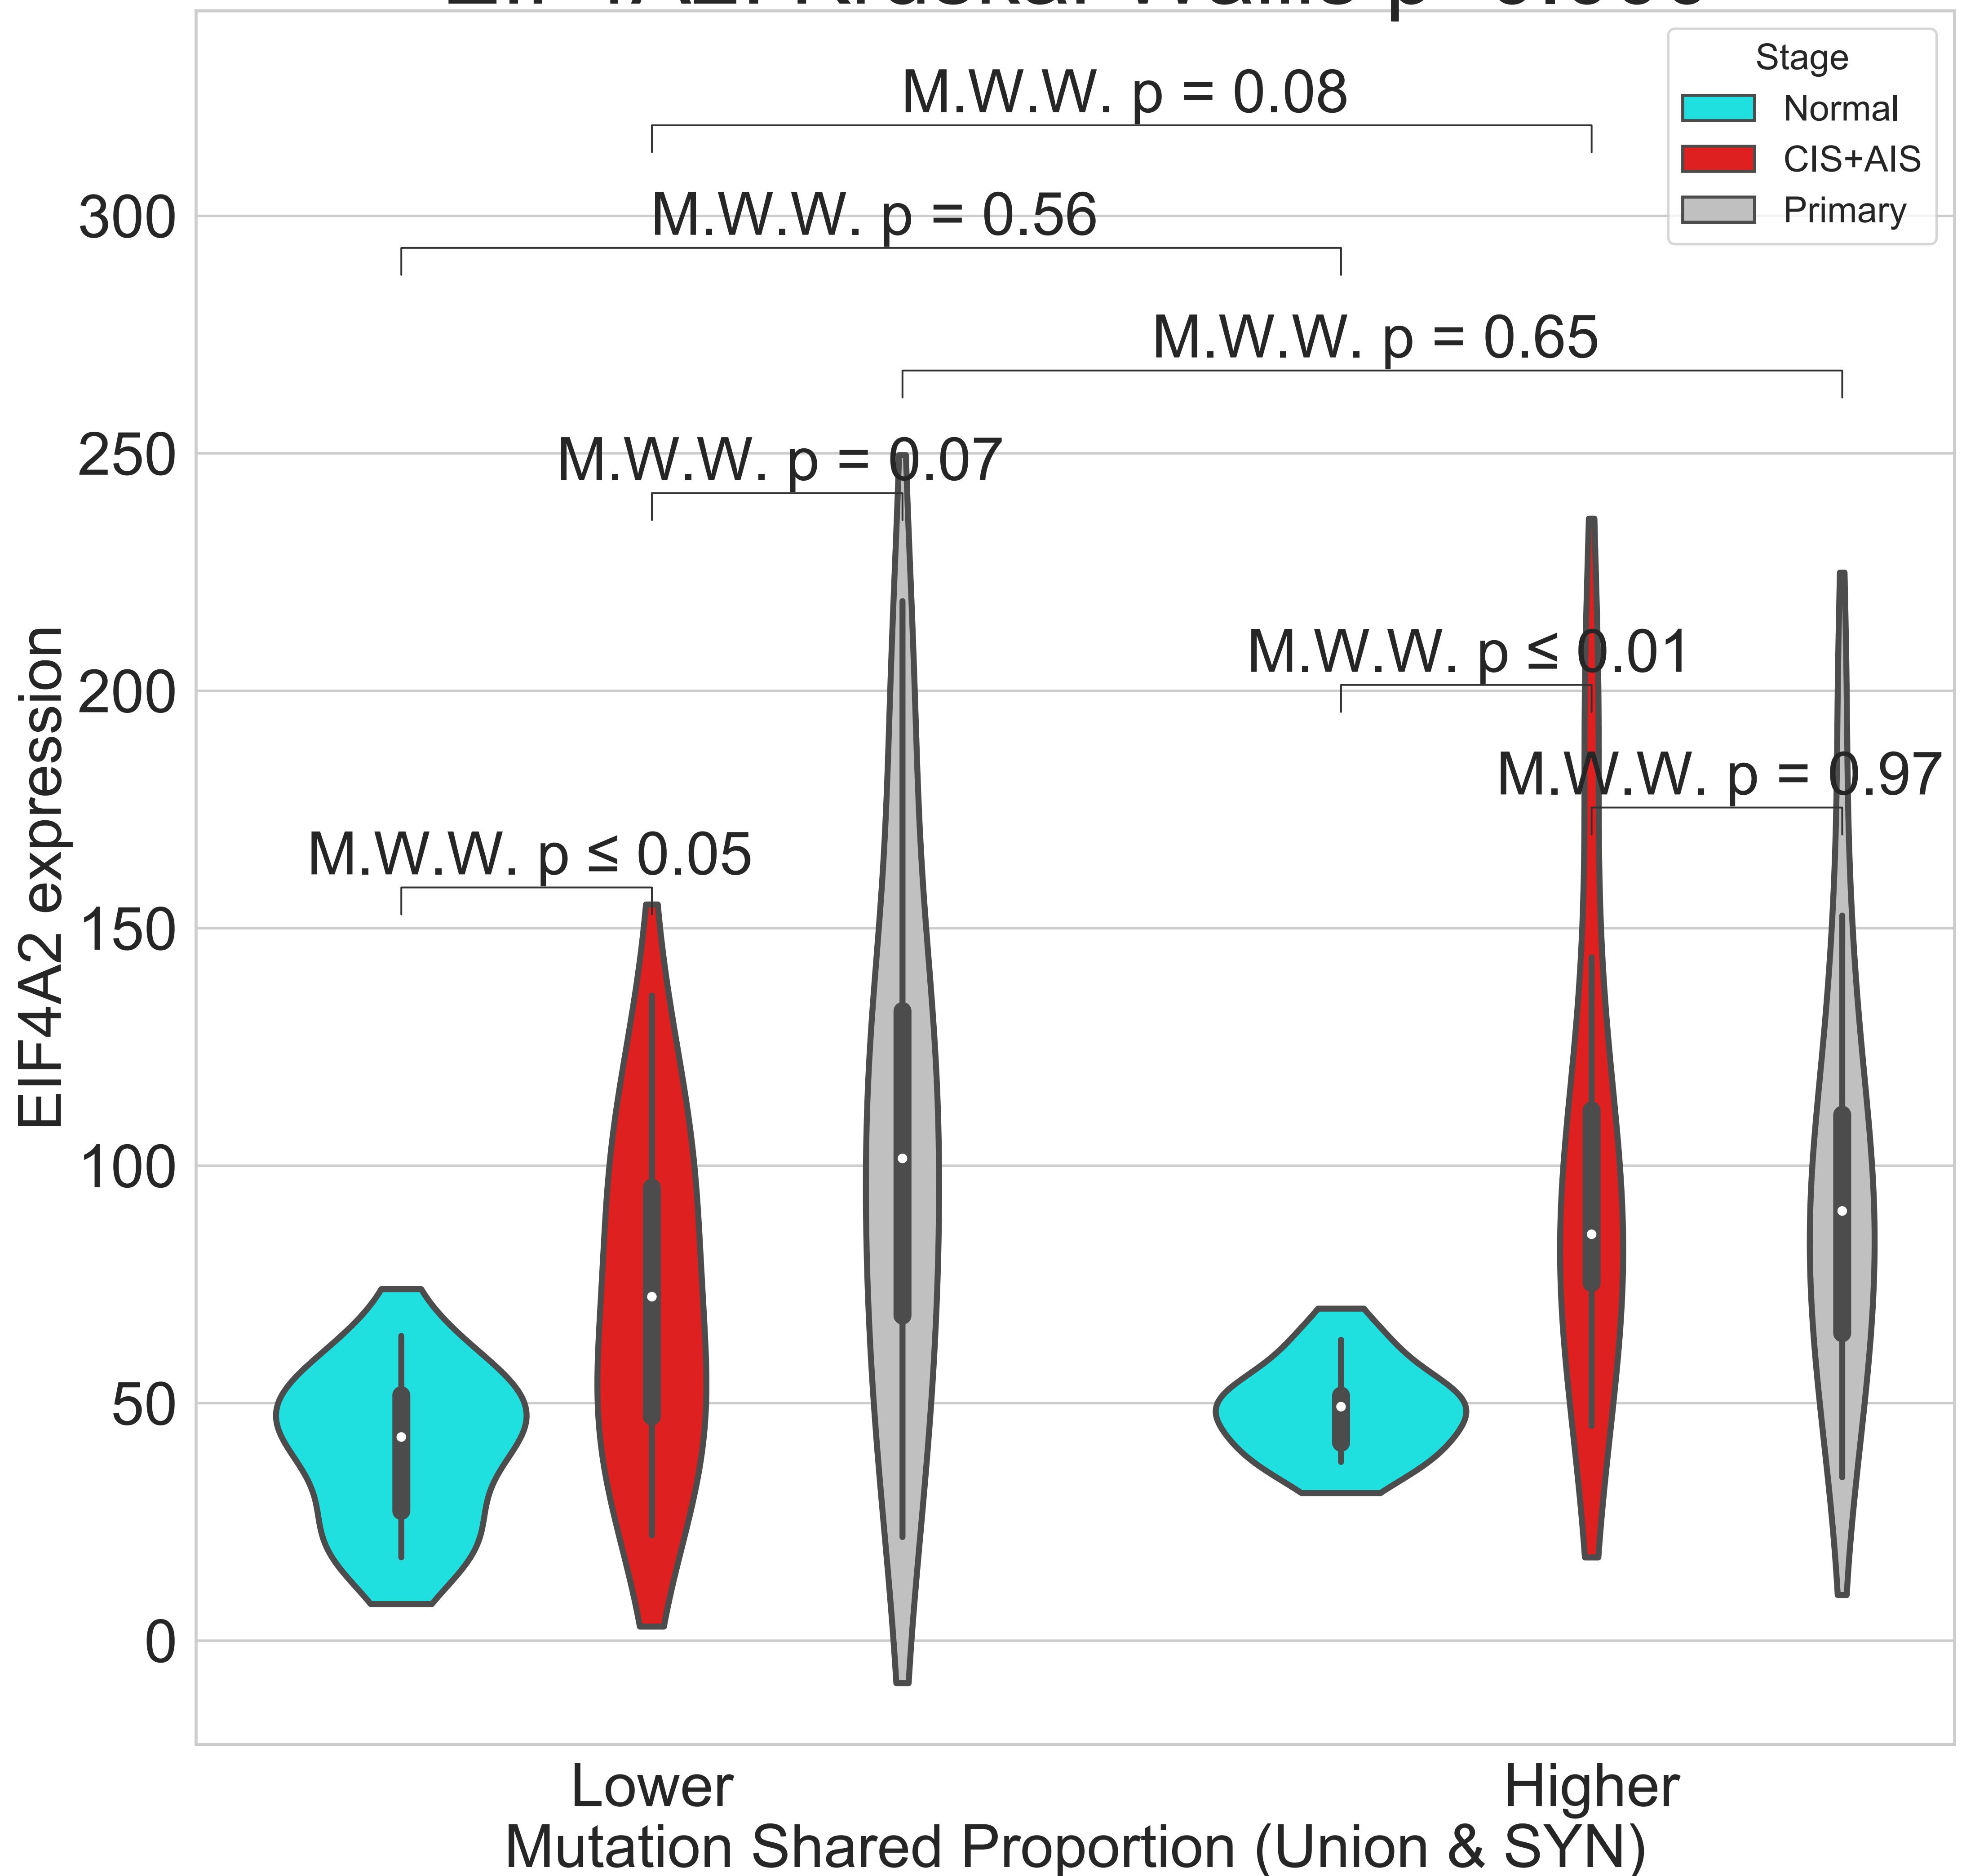 Stage
Normal
CIS+AIS
Primary
M.W.W. p = 0.08
M.W.W. p = 0.56
M.W.W. p = 0.65
M.W.W. p = 0.07
M.W.W. p ≤ 0.01
M.W.W. p = 0.97
M.W.W. p ≤ 0.05
300
250
200
150
100
50
0
EIF4A2 expression
Lower
Higher
Mutation Shared Proportion (Union & SYN)